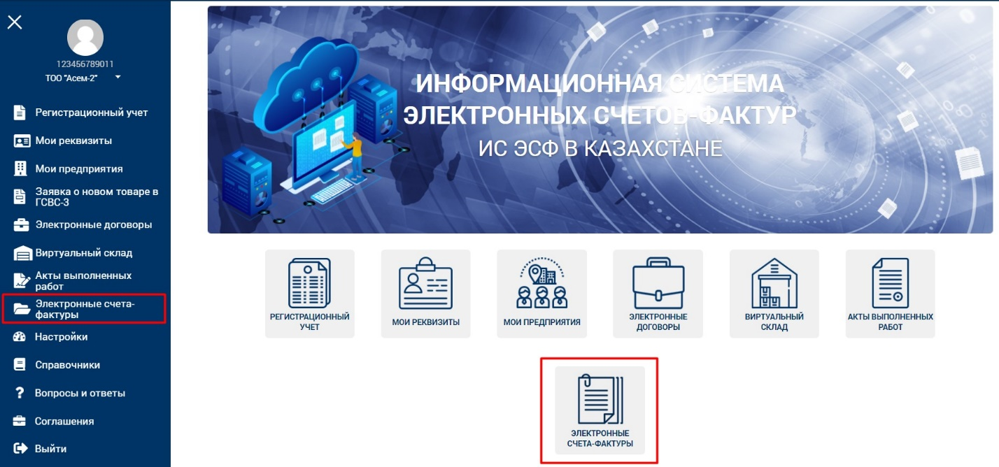 123456789011
ТОО "Асем-2"
Регистрационный учет
Мои реквизиты
Мои предприятия
Заявка о новом товаре в
ГСВС-3
Электронные договоры
Виртуальный склад
Акты выполненных
работ
Электронные счета-
фактуры
Настройки
Справочники
Вопросы и ответы
Соглашения
Выйти
ИНФОРМАЦИОННАЯ СИСТЕМА
ЭЛЕКТРОННЫХ СЧЕТОВ-ФАКТУР
ИС ЭСФ В КАЗАХСТАНЕ
РЕГИСТРАЦИОННЫЙ
УЧЕТ
МОИ РЕКВИЗИТЫ
МОИ ПРЕДПРИЯТИЯ
ЭЛЕКТРОННЫЕ
ДОГОВОРЫ
ВИРТУАЛЬНЫЙ
СКЛАД
АКТЫ ВЫПОЛНЕННЫХ
РАБОТ
ЭЛЕКТРОННЫЕ
СЧЕТА-ФАКТУРЫ